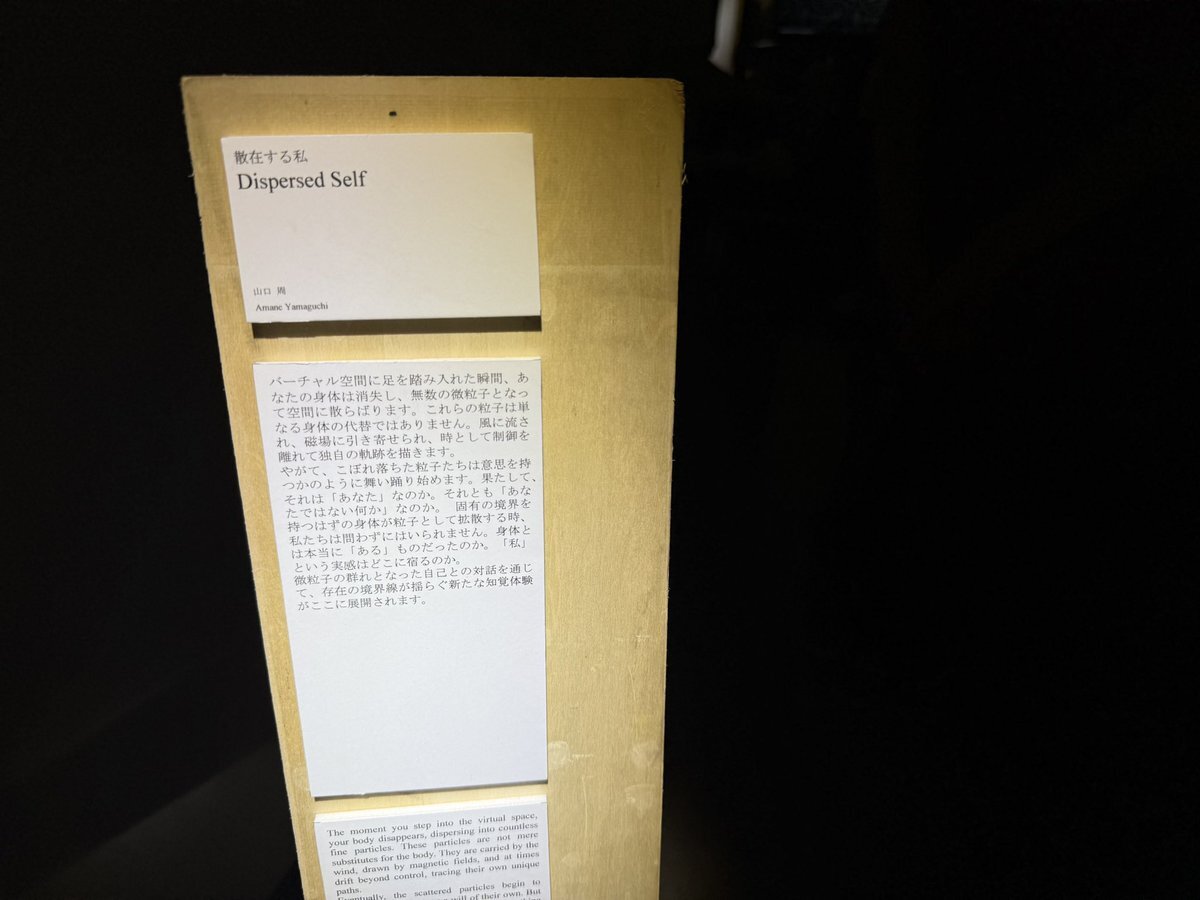 散在する私
Dispersed Self
山口 周
Amane Yamaguchi
バーチャル空間に足を踏み入れた瞬間、あ
なたの身体は消失し、無数の微粒子となっ
て空間に散らばります。これらの粒子は単
なる身体の代替ではありません。風に流さ
れ、磁場に引き寄せられ、時として制御を
離れて独自の軌跡を描きます。
やがて、こぼれ落ちた粒子たちは意思を持
つかのように舞い踊り始めます。果たして、
それは「あなた」なのか。それとも「あな
たではない何か」なのか。 固有の境界を
持つはずの身体が粒子として拡散する時、
私たちは問わずにはいられません。身体と
は本当に「ある」ものだったのか。「私」
という実感はどこに宿るのか。
微粒子の群れとなった自己との対話を通じ
て、存在の境界線が揺らぐ新たな知覚体験
がここに展開されます。
The moment you step into the virtual space,
your body disappears, dispersing into countless
fine particles. These particles are not mere
substitutes for the body. They are carried by the
wind, drawn by magnetic fields, and at times
drift beyond control, tracing their own unique
paths.
Eventually, the scattered particles begin to
will of their own. But